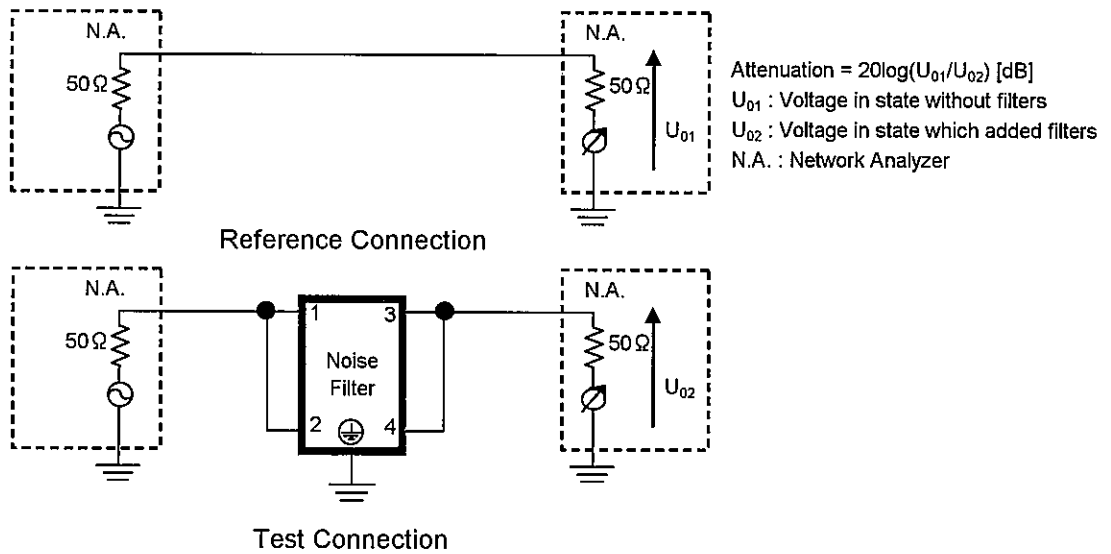 N.A.
50Ω
N.A.
50Ω
U01
Attenuation = 20log(U01/U02) [dB]
U01 : Voltage in state without filters
U02 : Voltage in state which added filters
N.A. : Network Analyzer
Reference Connection
N.A.
50Ω
1
3
Noise
Filter
2
4
N.A.
50Ω
U02
Test Connection